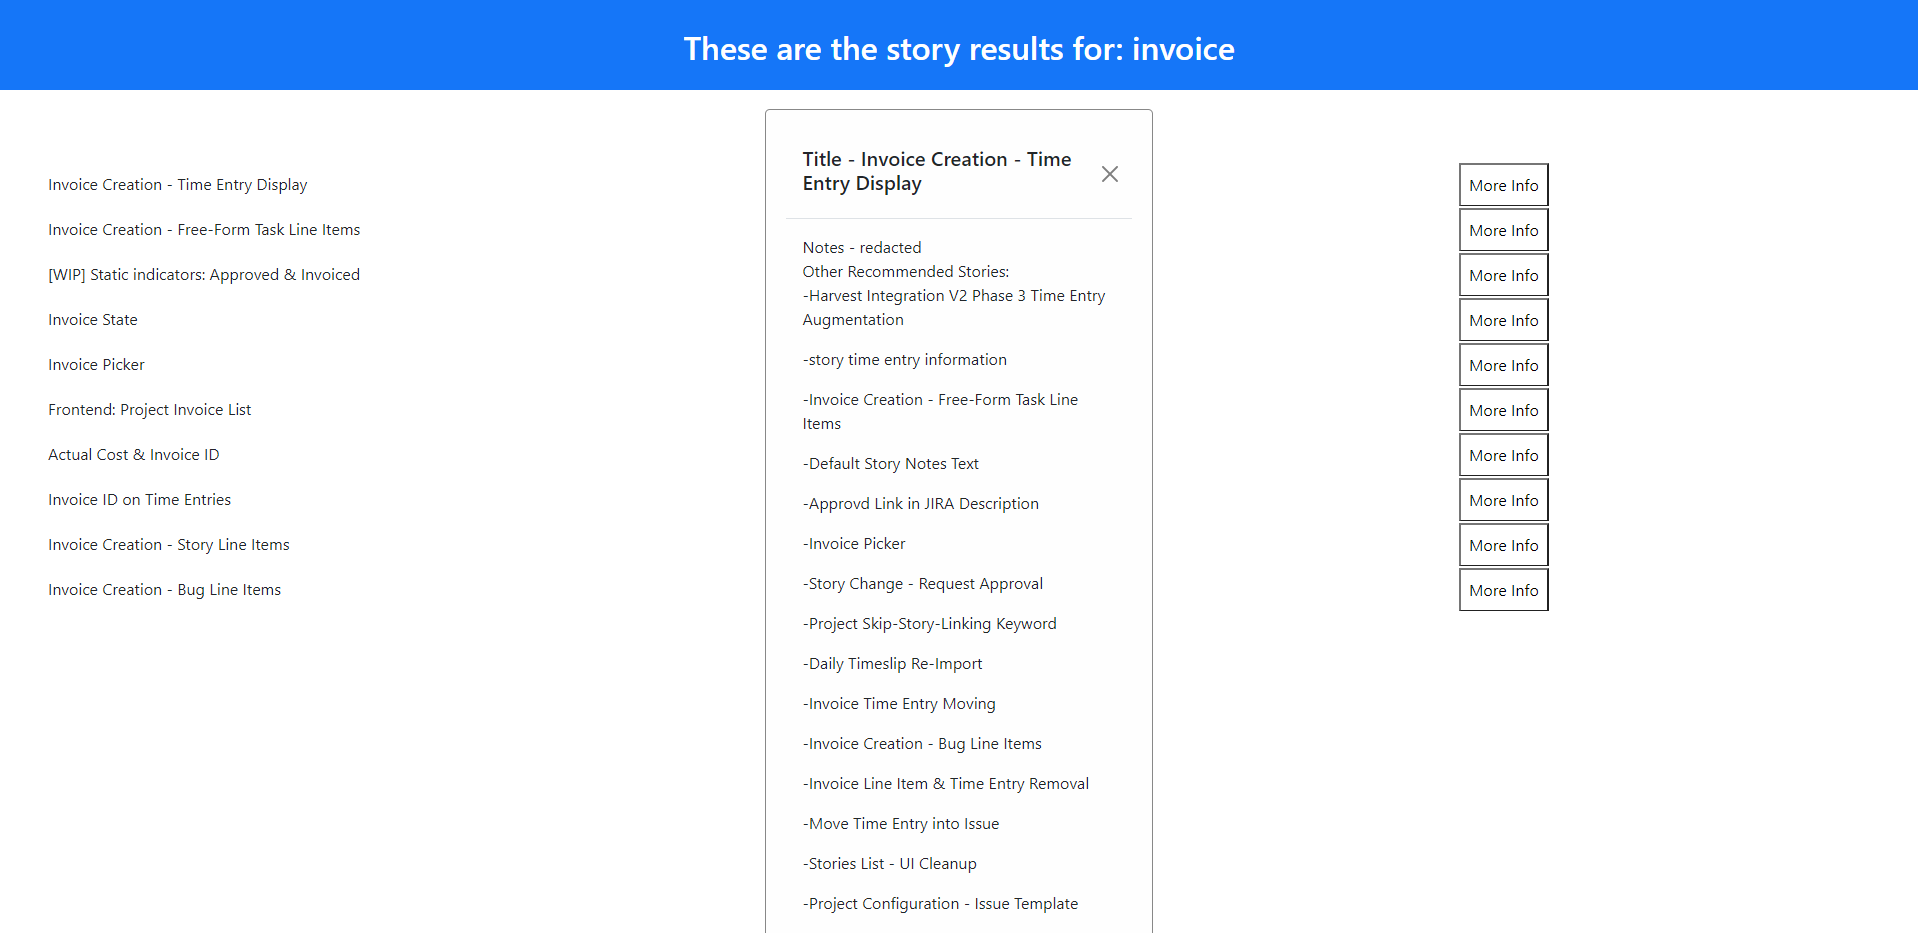 These are the story results for: invoice
Invoice Creation - Time Entry Display
More Info
Invoice Creation - Free-Form Task Line Items
More Info
[WIP] Static indicators: Approved & Invoiced
More Info
Invoice State
More Info
Invoice Picker
More Info
Frontend: Project Invoice List
More Info
Actual Cost & Invoice ID
More Info
Invoice ID on Time Entries
More Info
Invoice Creation - Story Line Items
More Info
Invoice Creation - Bug Line Items
More Info
Title - Invoice Creation - Time
Entry Display
Notes - redacted
Other Recommended Stories:
-Harvest Integration V2 Phase 3 Time Entry
Augmentation
-story time entry information
-Invoice Creation - Free-Form Task Line
Items
-Default Story Notes Text
-Approvd Link in JIRA Description
-Invoice Picker
-Story Change - Request Approval
-Project Skip-Story-Linking Keyword
-Daily Timeslip Re-Import
-Invoice Time Entry Moving
-Invoice Creation - Bug Line Items
-Invoice Line Item & Time Entry Removal
-Move Time Entry into Issue
-Stories List - UI Cleanup
-Project Configuration - Issue Template